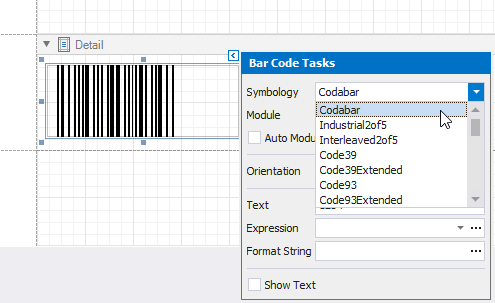 Detail
Bar Code Tasks
Symbology Codabar
Codabar
Module
Industrial2of5
Auto Modu
Interleaved2of5
Code39
Orientation
Code39Extended
Code93
Text
Code93Extended
Expression
Format String
Show Text